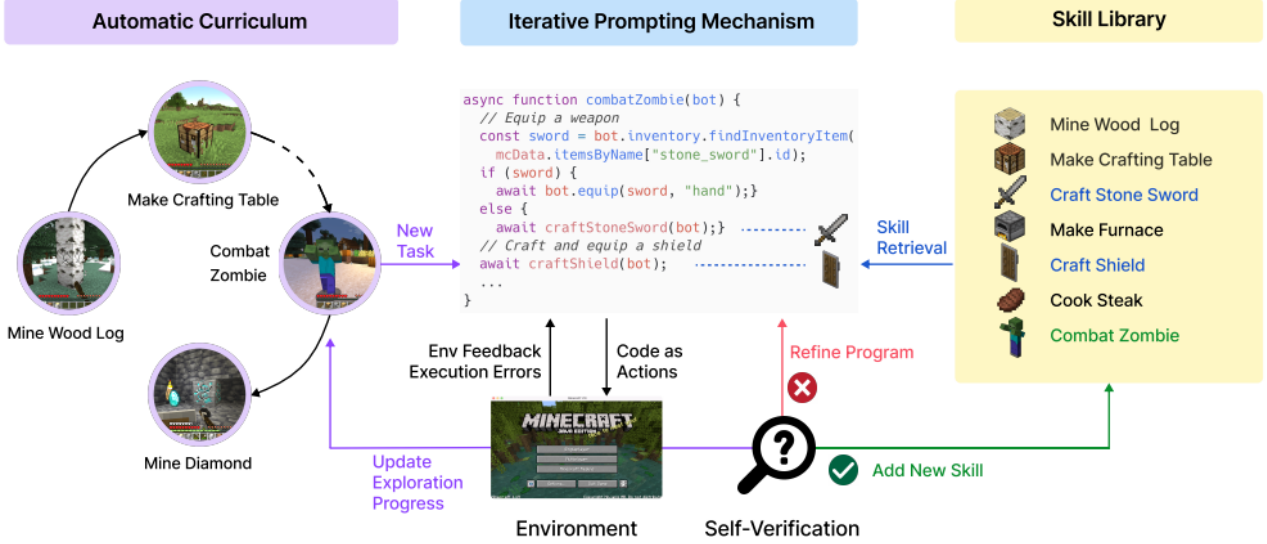 Automatic Curriculum
Iterative Prompting Mechanism
Skill Library
Make Crafting Table
Mine Wood Log
Combat
Zombie
Mine Diamond
New
Task
async function combatZombie(bot) {
// Equip a weapon
const sword = bot.inventory.findInventoryItem(
mcData.itemsByName["stone_sword"].id);
if (sword) {
await bot.equip(sword, "hand");}
else {
await craftStoneSword(bot);}
// Craft and equip a shield
await craftShield(bot);
...
}
Skill
Retrieval
Mine Wood Log
Make Crafting Table
Craft Stone Sword
Make Furnace
Craft Shield
Cook Steak
Combat Zombie
Env Feedback
Execution Errors
Code as
Actions
Refine Program
Update
Exploration
Progress
MINECRAFT
JAVA EDITION
Environment
?
Self-Verification
Add New Skill